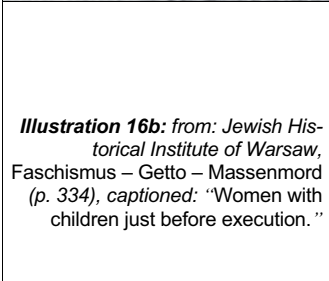 Illustration 16b: from: Jewish His-
torical Institute of Warsaw,
Faschismus – Getto – Massenmord
(p. 334), captioned: “Women with
children just before execution.”